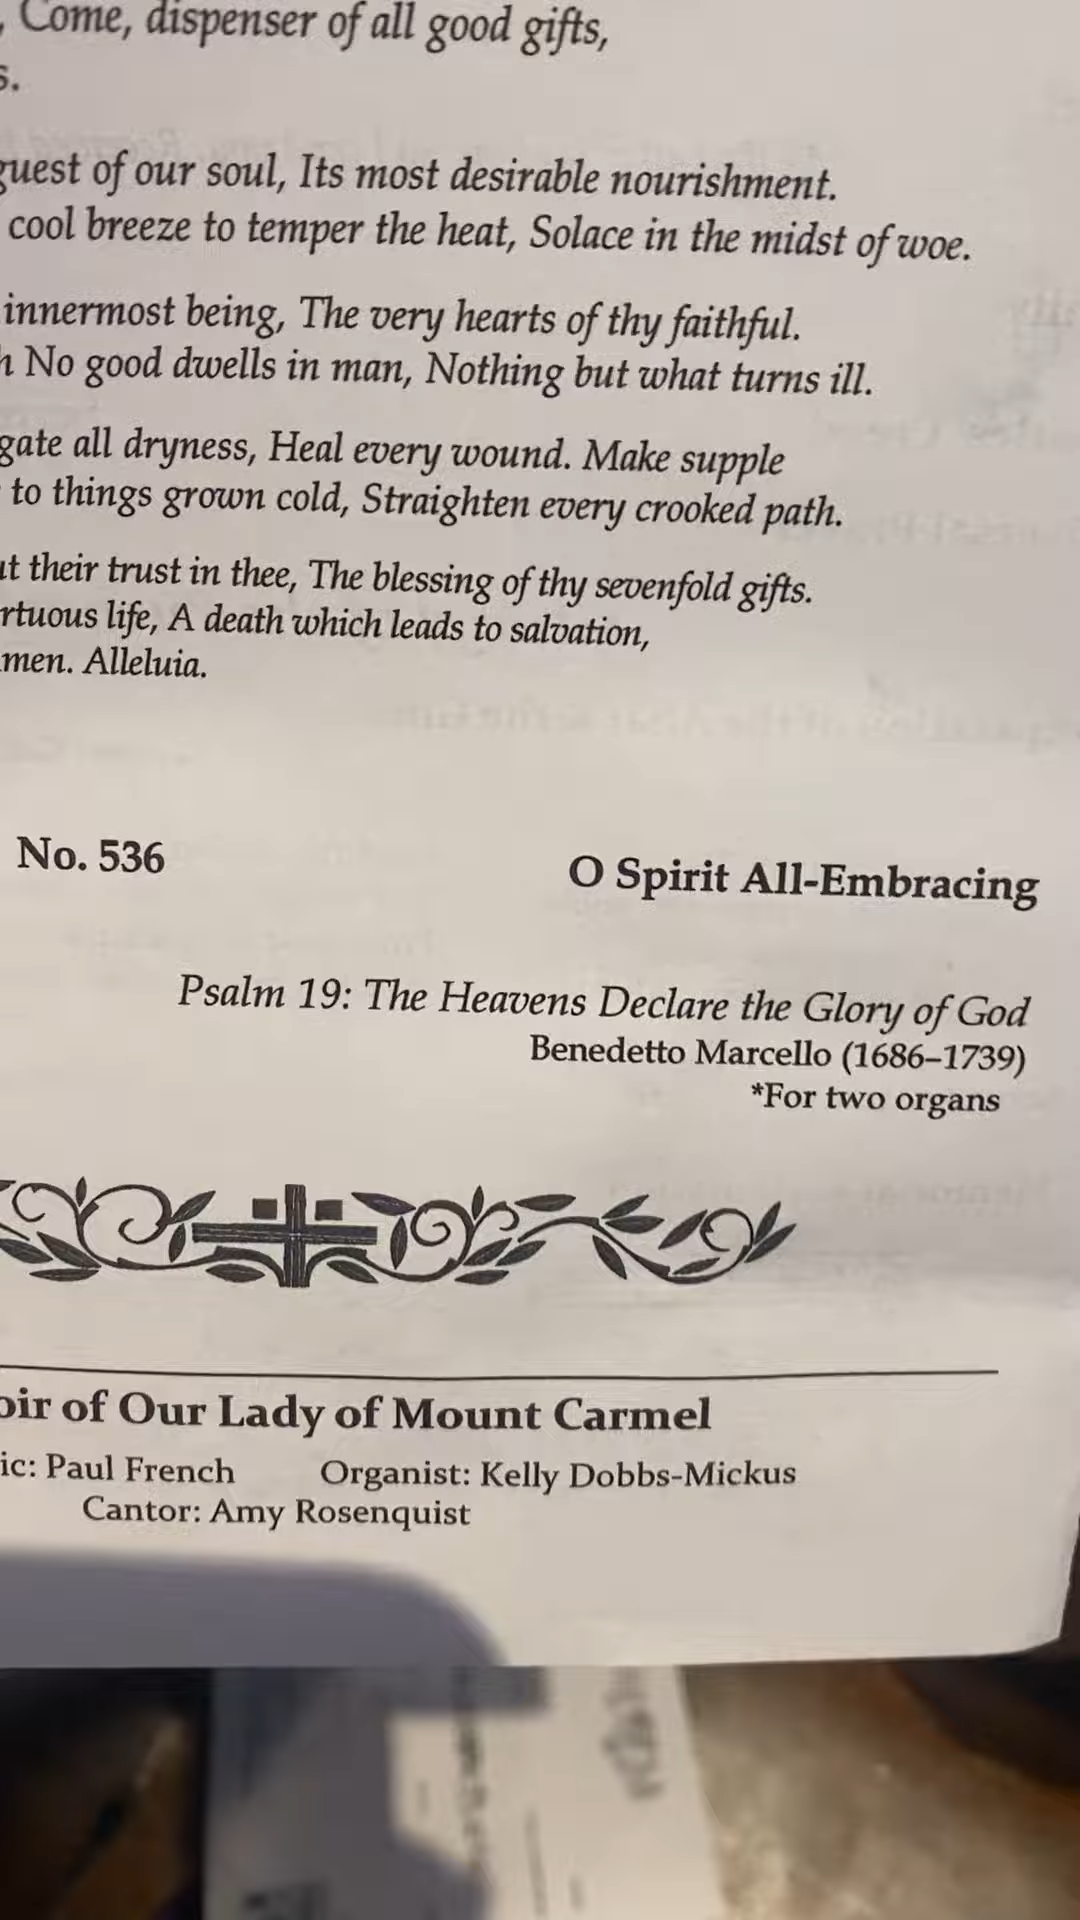 , Come, dispenser of all good gifts,
s.
guest of our soul, Its most desirable nourishment.
cool breeze to temper the heat, Solace in the midst of woe.
innermost being, The very hearts of thy faithful.
h No good dwells in man, Nothing but what turns ill.
gate all dryness, Heal every wound. Make supple
to things grown cold, Straighten every crooked path.
ut their trust in thee, The blessing of thy sevenfold gifts.
rtuous life, A death which leads to salvation,
men. Alleluia.
No. 536 O Spirit All-Embracing
Psalm 19: The Heavens Declare the Glory of God
Benedetto Marcello (1686–1739)
*For two organs
oir of Our Lady of Mount Carmel
ic: Paul French Organist: Kelly Dobbs-Mickus
Cantor: Amy Rosenquist